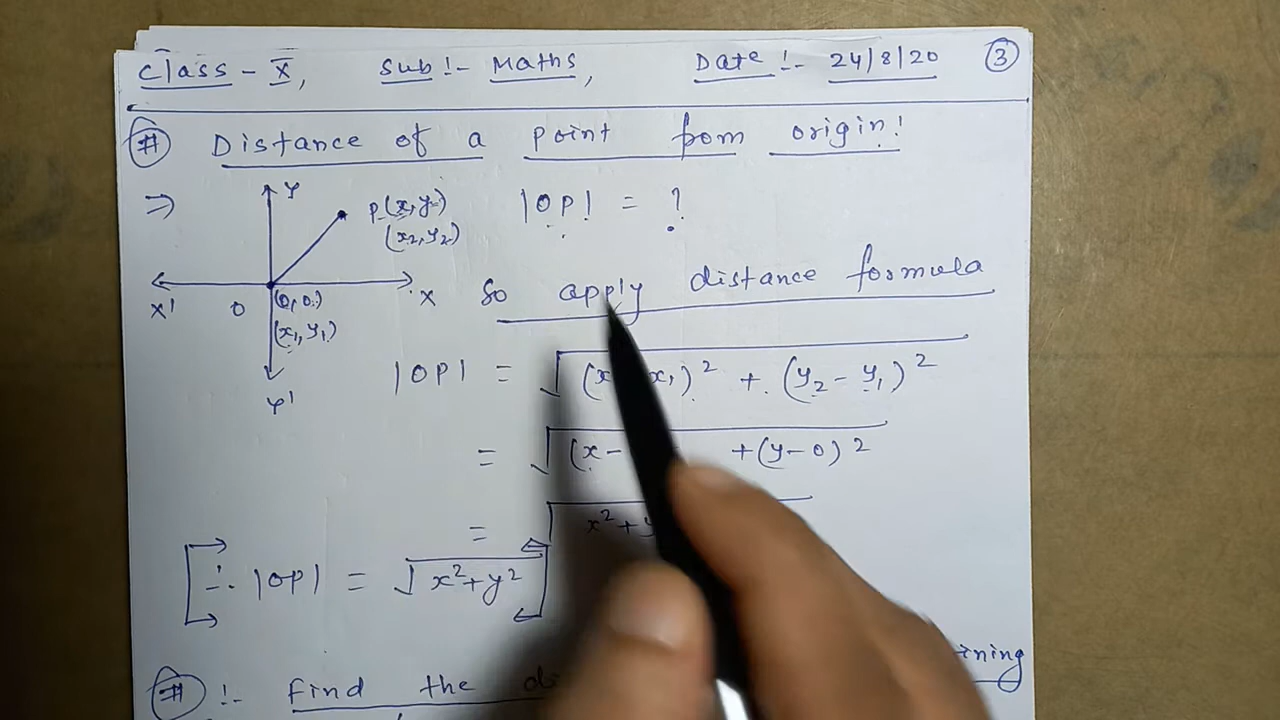 Class - X, Sub :- Maths, Date :- 24/8/20 3
# Distance of a point from origin :
⇒ Y P(x, y) |OP| = ?
(x₂, y₂)
X' O (0, 0) X So apply distance formula
(x₁, y₁)
Y' |OP| = √(x x₁)² + (y₂ - y₁)²
= √(x - + (y - 0)²
= √x² + y
∴ |OP| = √x² + y²
# :- Find the